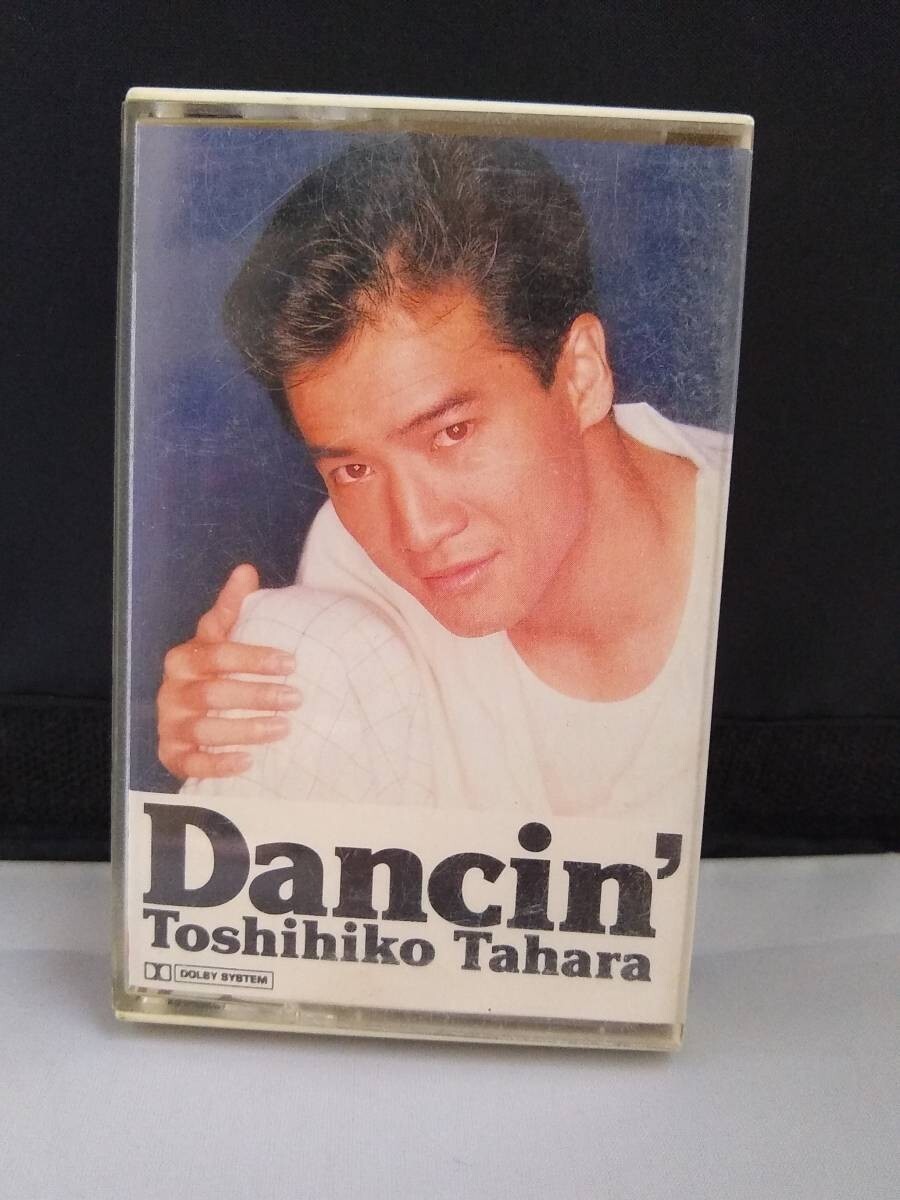 Dancin'
Toshihiko Tahara
DOLBY SYSTEM